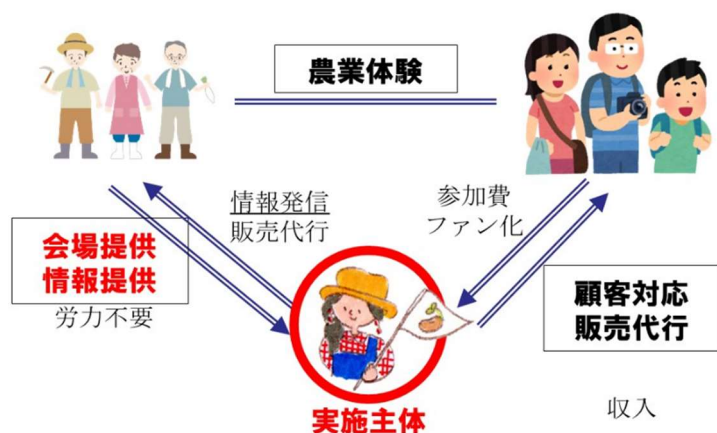 農業体験
情報発信
販売代行
参加費
ファン化
会場提供
情報提供
労力不要
顧客対応
販売代行
実施主体
収入